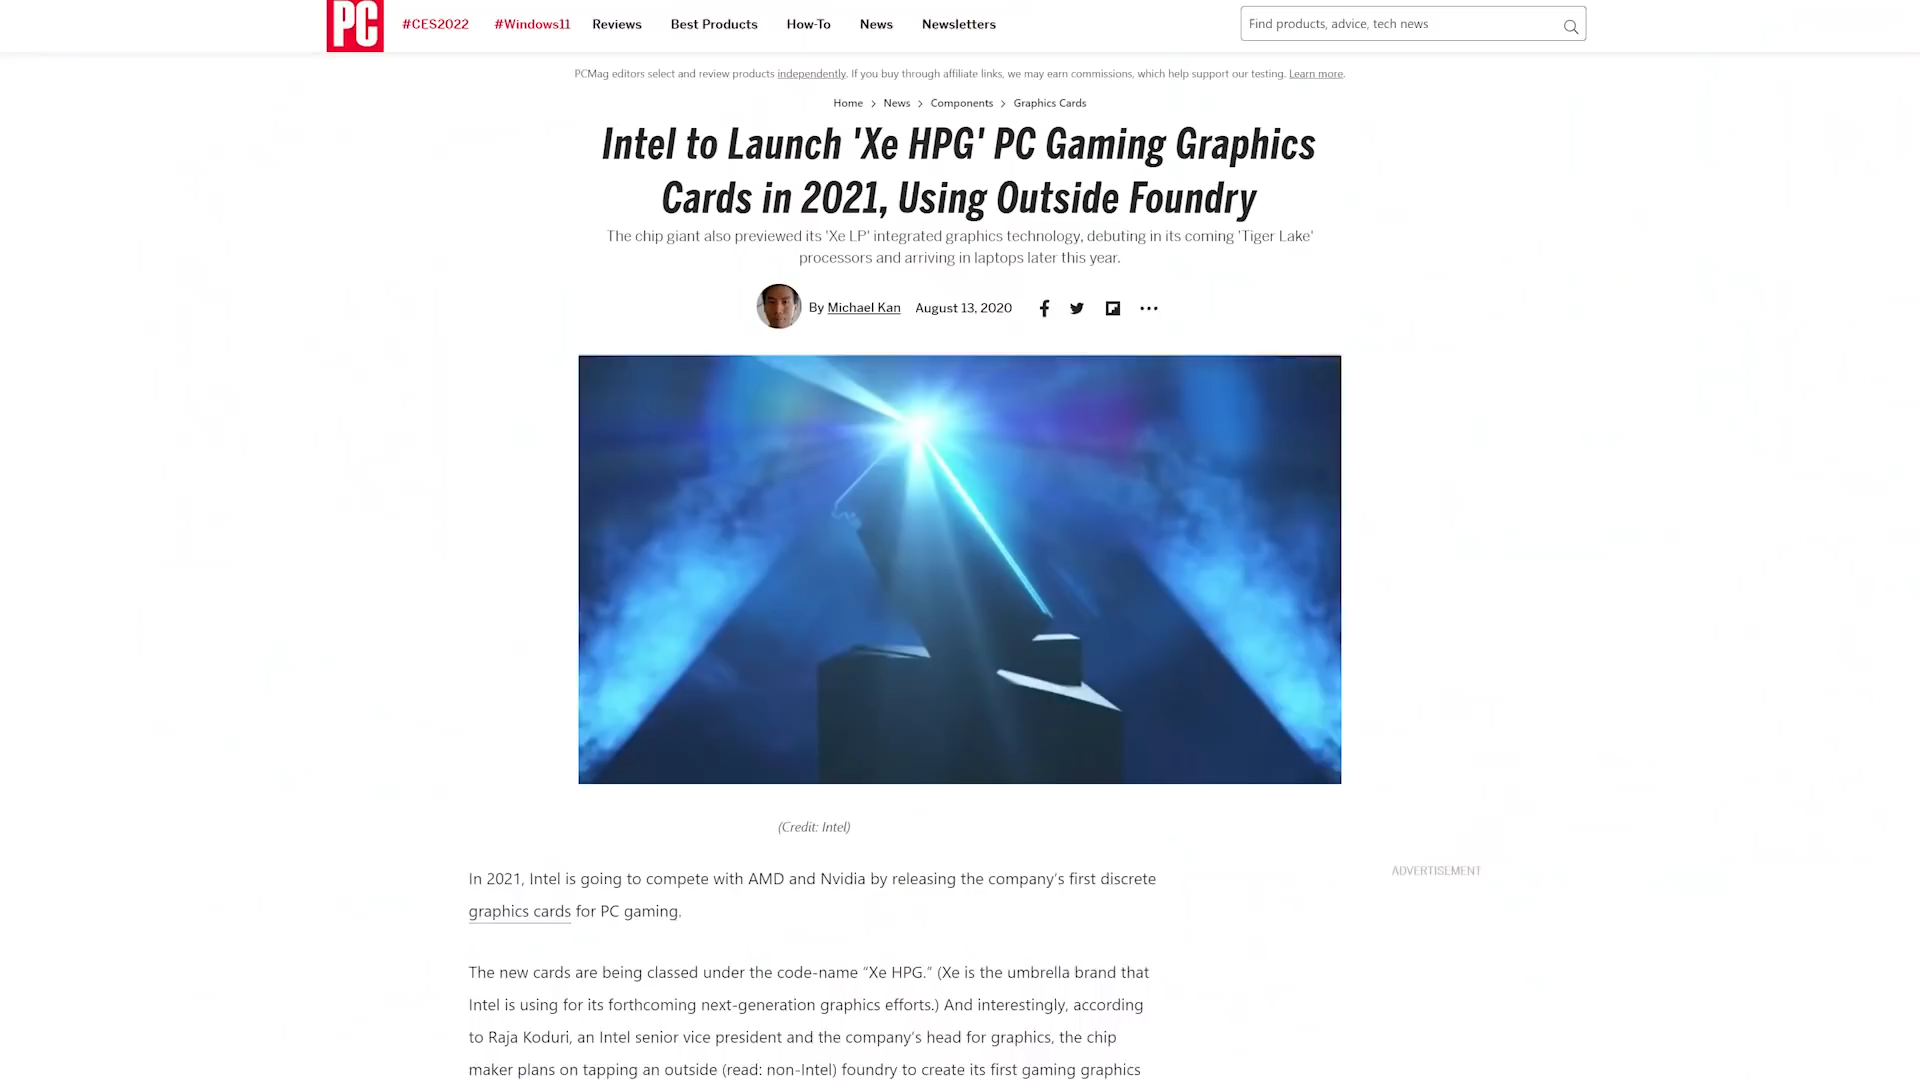 PC #CES2022 #Windows11 Reviews Best Products How-To News Newsletters Find products, advice, tech news
PCMag editors select and review products independently. If you buy through affiliate links, we may earn commissions, which help support our testing. Learn more.
Home > News > Components > Graphics Cards
Intel to Launch 'Xe HPG' PC Gaming Graphics
Cards in 2021, Using Outside Foundry
The chip giant also previewed its 'Xe LP' integrated graphics technology, debuting in its coming 'Tiger Lake'
processors and arriving in laptops later this year.
By Michael Kan August 13, 2020
(Credit: Intel)
In 2021, Intel is going to compete with AMD and Nvidia by releasing the company's first discrete
graphics cards for PC gaming.
ADVERTISEMENT
The new cards are being classed under the code-name “Xe HPG.” (Xe is the umbrella brand that
Intel is using for its forthcoming next-generation graphics efforts.) And interestingly, according
to Raja Koduri, an Intel senior vice president and the company's head for graphics, the chip
maker plans on tapping an outside (read: non-Intel) foundry to create its first gaming graphics